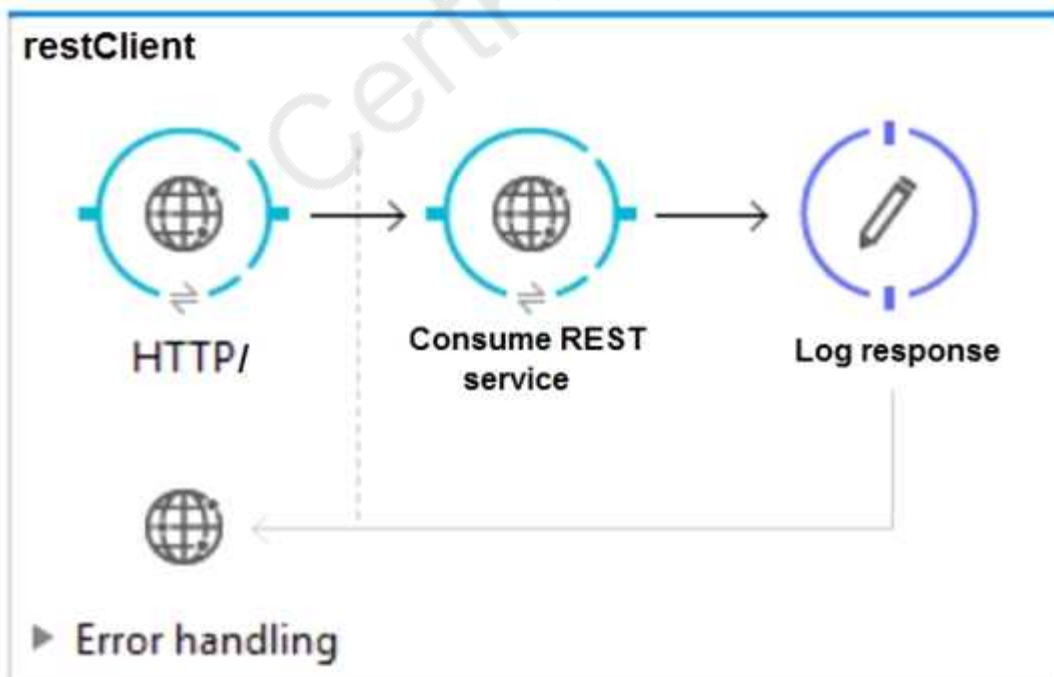 restClient
HTTP/
Consume REST
service
Log response
Error handling